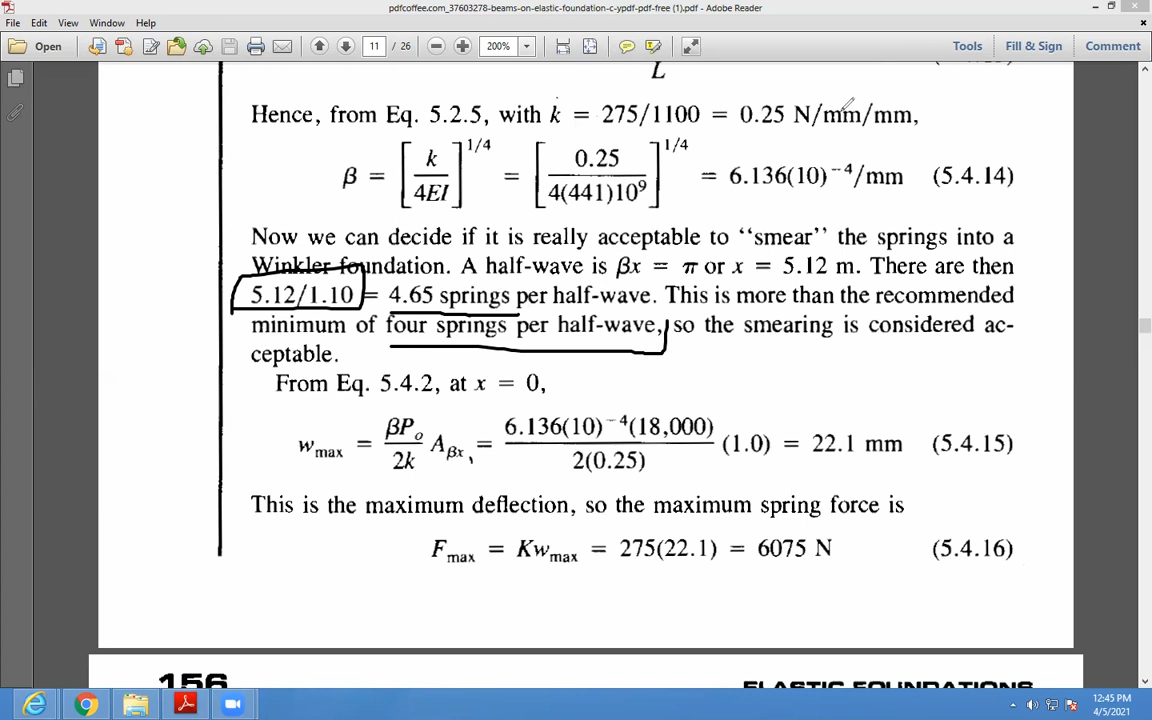 pdfcoffee.com_37603278-beams-on-elastic-foundation-c-ypdf-pdf-free (1).pdf - Adobe Reader
File Edit View Window Help
Open 11 / 26 200% Tools Fill & Sign Comment
L
Hence, from Eq. 5.2.5, with k = 275/1100 = 0.25 N/mm/mm,
β = [k/4EI]^1/4 = [0.25/4(441)10^9]^1/4 = 6.136(10)^-4/mm (5.4.14)
Now we can decide if it is really acceptable to "smear" the springs into a
Winkler foundation. A half-wave is βx = π or x = 5.12 m. There are then
5.12/1.10 = 4.65 springs per half-wave. This is more than the recommended
minimum of four springs per half-wave, so the smearing is considered ac-
ceptable.
From Eq. 5.4.2, at x = 0,
w_max = βP_o/2k A_βx = 6.136(10)^-4(18,000)/2(0.25) (1.0) = 22.1 mm (5.4.15)
This is the maximum deflection, so the maximum spring force is
F_max = Kw_max = 275(22.1) = 6075 N (5.4.16)
156 ELASTIC FOUNDATIONS
12:45 PM
4/5/2021